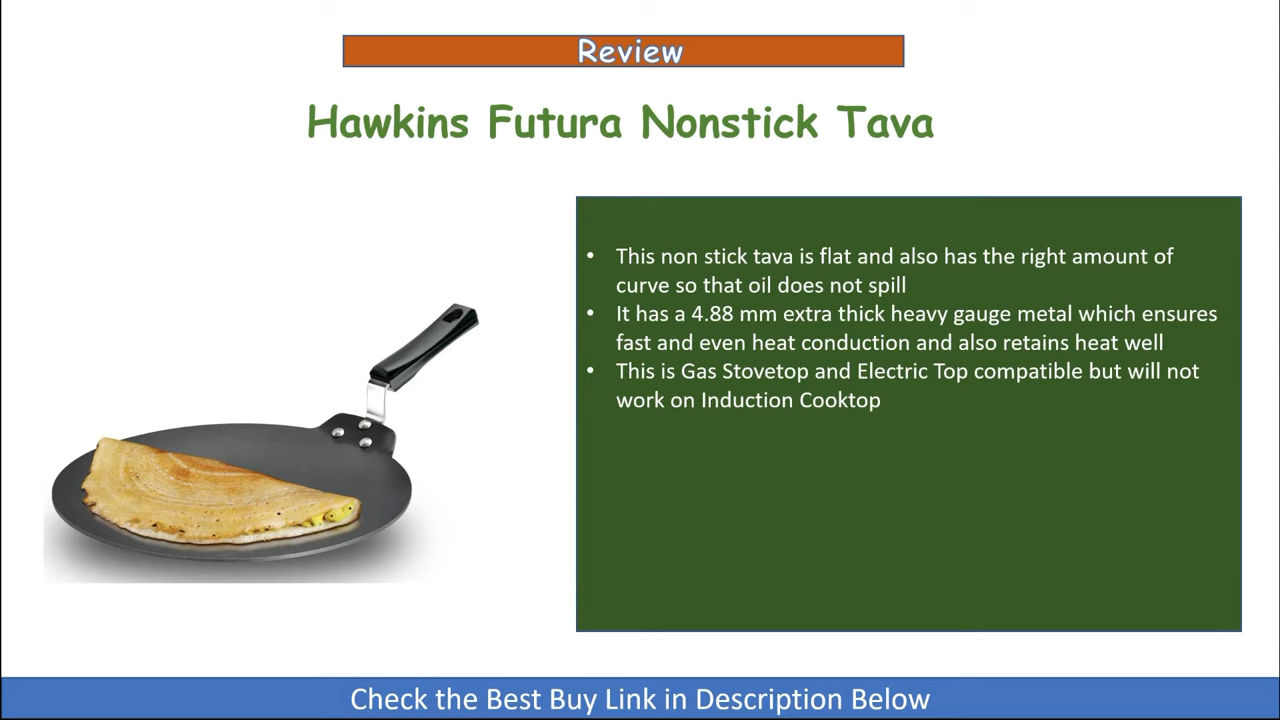 Review
Hawkins Futura Nonstick Tava
• This non stick tava is flat and also has the right amount of
curve so that oil does not spill
• It has a 4.88 mm extra thick heavy gauge metal which ensures
fast and even heat conduction and also retains heat well
• This is Gas Stovetop and Electric Top compatible but will not
work on Induction Cooktop
Check the Best Buy Link in Description Below